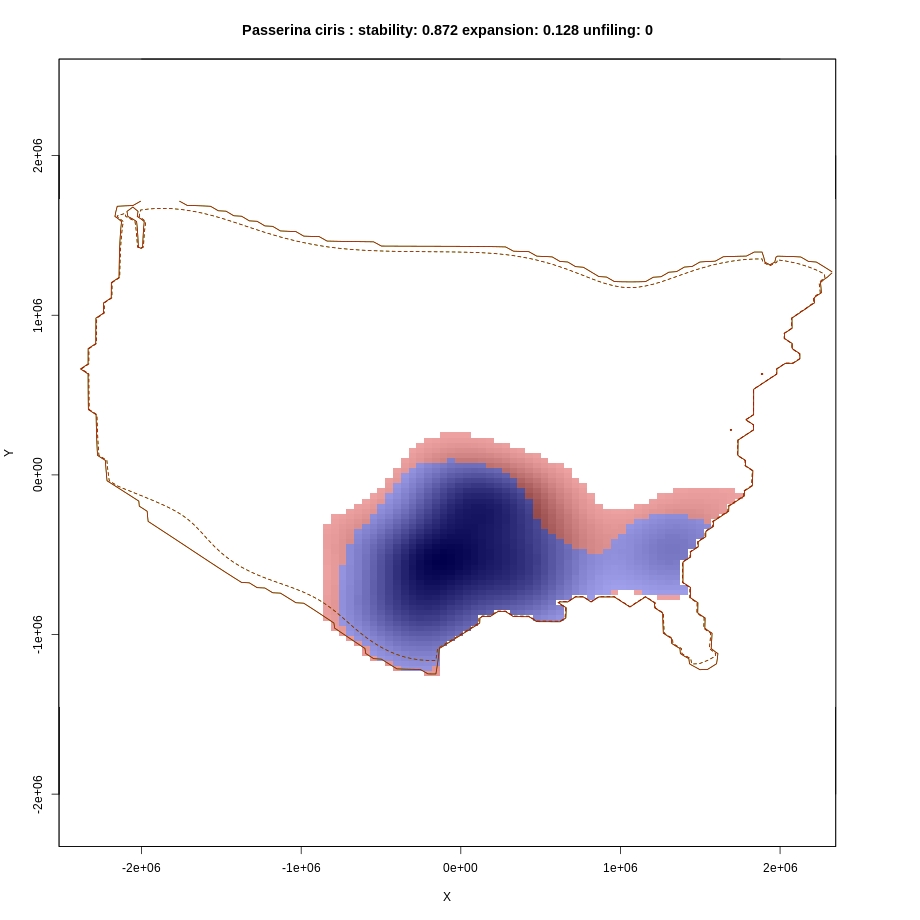 Passerina ciris : stability: 0.872 expansion: 0.128 unfiling: 0
2e+06
1e+06
Y
0e+00
-1e+06
-2e+06
-2e+06 -1e+06 0e+00 1e+06 2e+06
X